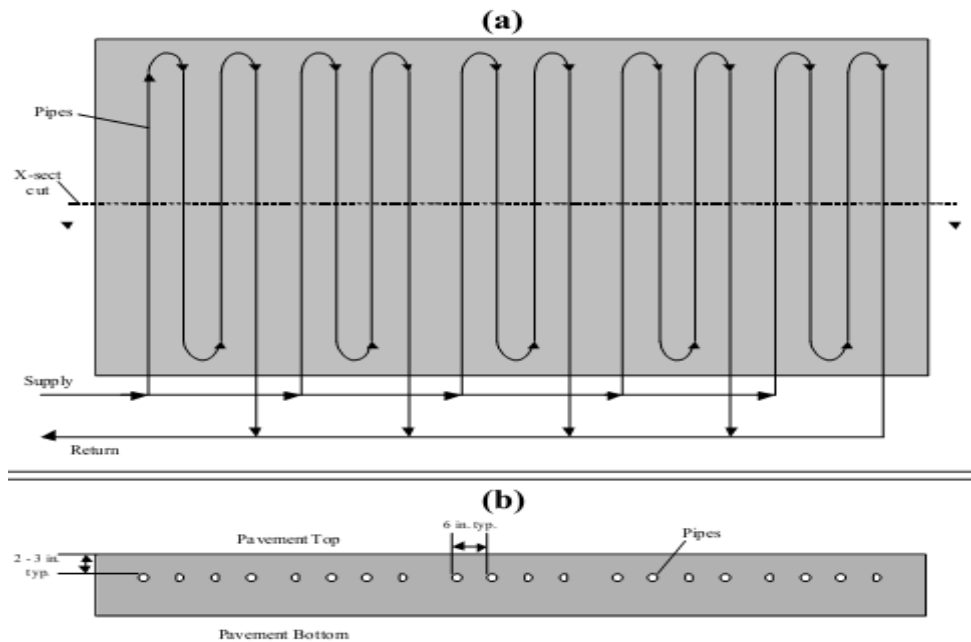 (a)
Pipes
X-sect
cut
Supply
Return
(b)
6 in. typ.
Pavement Top
Pipes
2 - 3 in.
typ.
Pavement Bottom